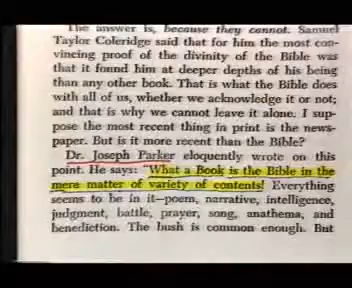 The answer is, because they cannot. Samuel
Taylor Coleridge said that for him the most con-
vincing proof of the divinity of the Bible was
that it found him at deeper depths of his being
than any other book. That is what the Bible does
with all of us, whether we acknowledge it or not;
and that is why we cannot leave it alone. I sup-
pose the most recent thing in print is the news-
paper. But is it more recent than the Bible?
Dr. Joseph Parker eloquently wrote on this
point. He says: "What a Book is the Bible in the
mere matter of variety of contents! Everything
seems to be in it—poem, narrative, intelligence,
judgment, battle, prayer, song, anathema, and
benediction. The bush is common enough. But